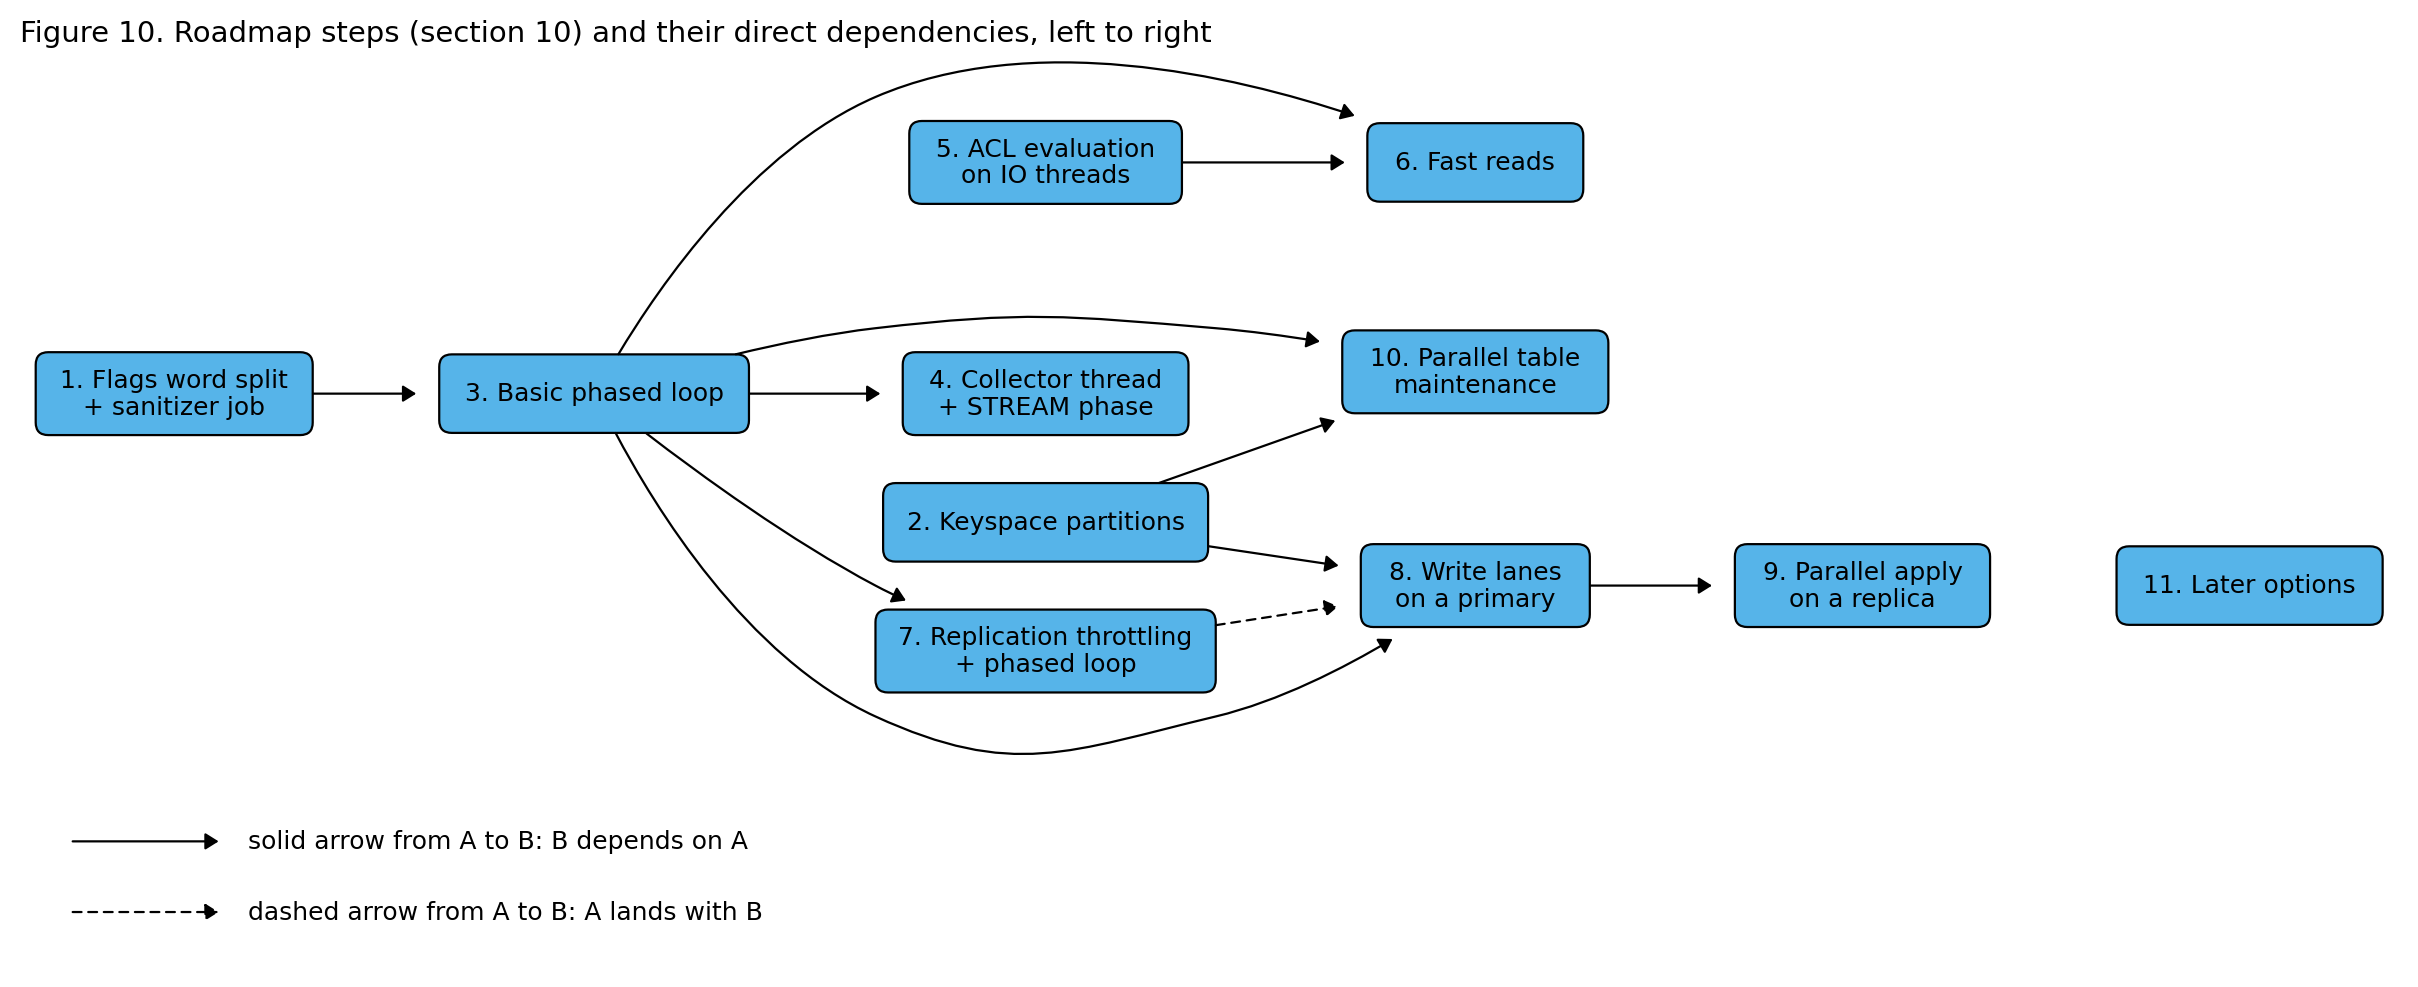 Figure 10. Roadmap steps (section 10) and their direct dependencies, left to right
5. ACL evaluation
on IO threads
6. Fast reads
1. Flags word split
+ sanitizer job
3. Basic phased loop
4. Collector thread
+ STREAM phase
10. Parallel table
maintenance
2. Keyspace partitions
7. Replication throttling
+ phased loop
8. Write lanes
on a primary
9. Parallel apply
on a replica
11. Later options
solid arrow from A to B: B depends on A
dashed arrow from A to B: A lands with B